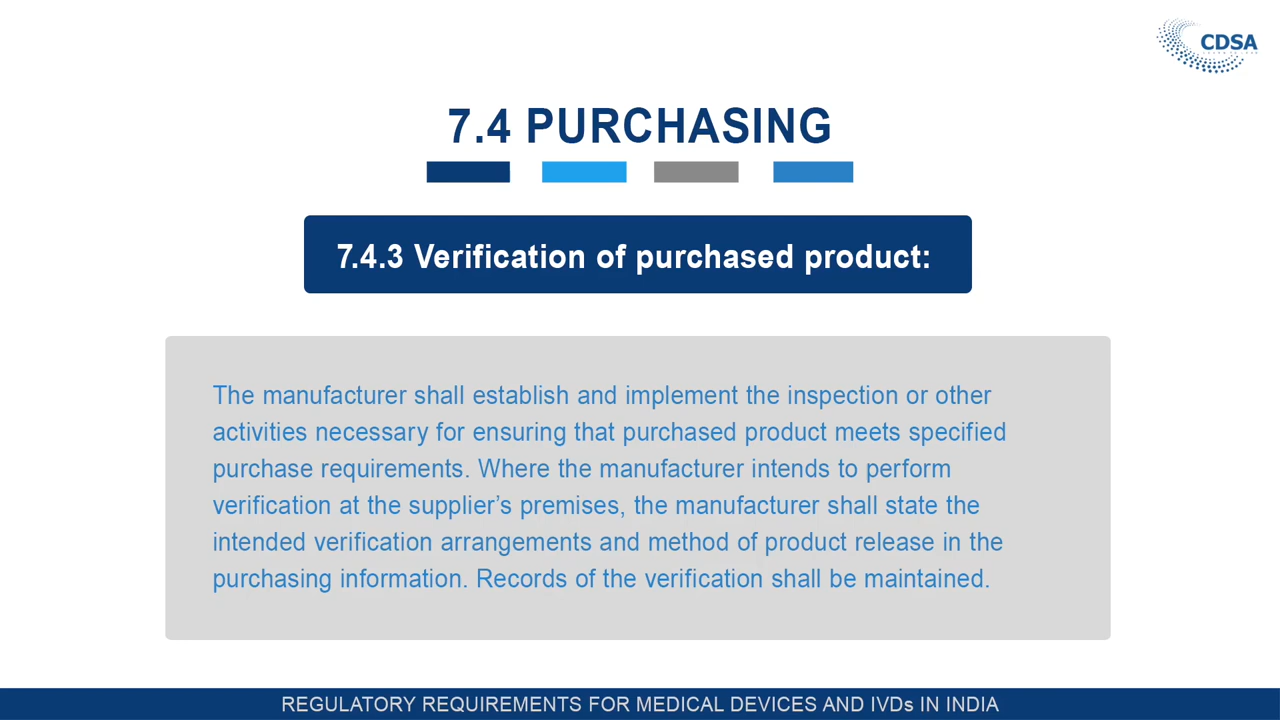 CDSA
7.4 PURCHASING
7.4.3 Verification of purchased product:
The manufacturer shall establish and implement the inspection or other
activities necessary for ensuring that purchased product meets specified
purchase requirements. Where the manufacturer intends to perform
verification at the supplier’s premises, the manufacturer shall state the
intended verification arrangements and method of product release in the
purchasing information. Records of the verification shall be maintained.
REGULATORY REQUIREMENTS FOR MEDICAL DEVICES AND IVDs IN INDIA